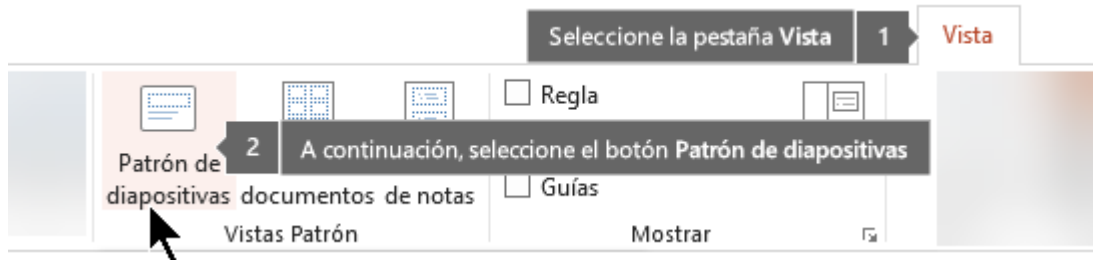 Seleccione la pestaña Vista 1 Vista
Regla
2 A continuación, seleccione el botón Patrón de diapositivas
Patrón de
diapositivas documentos de notas
Guías
Vistas Patrón Mostrar